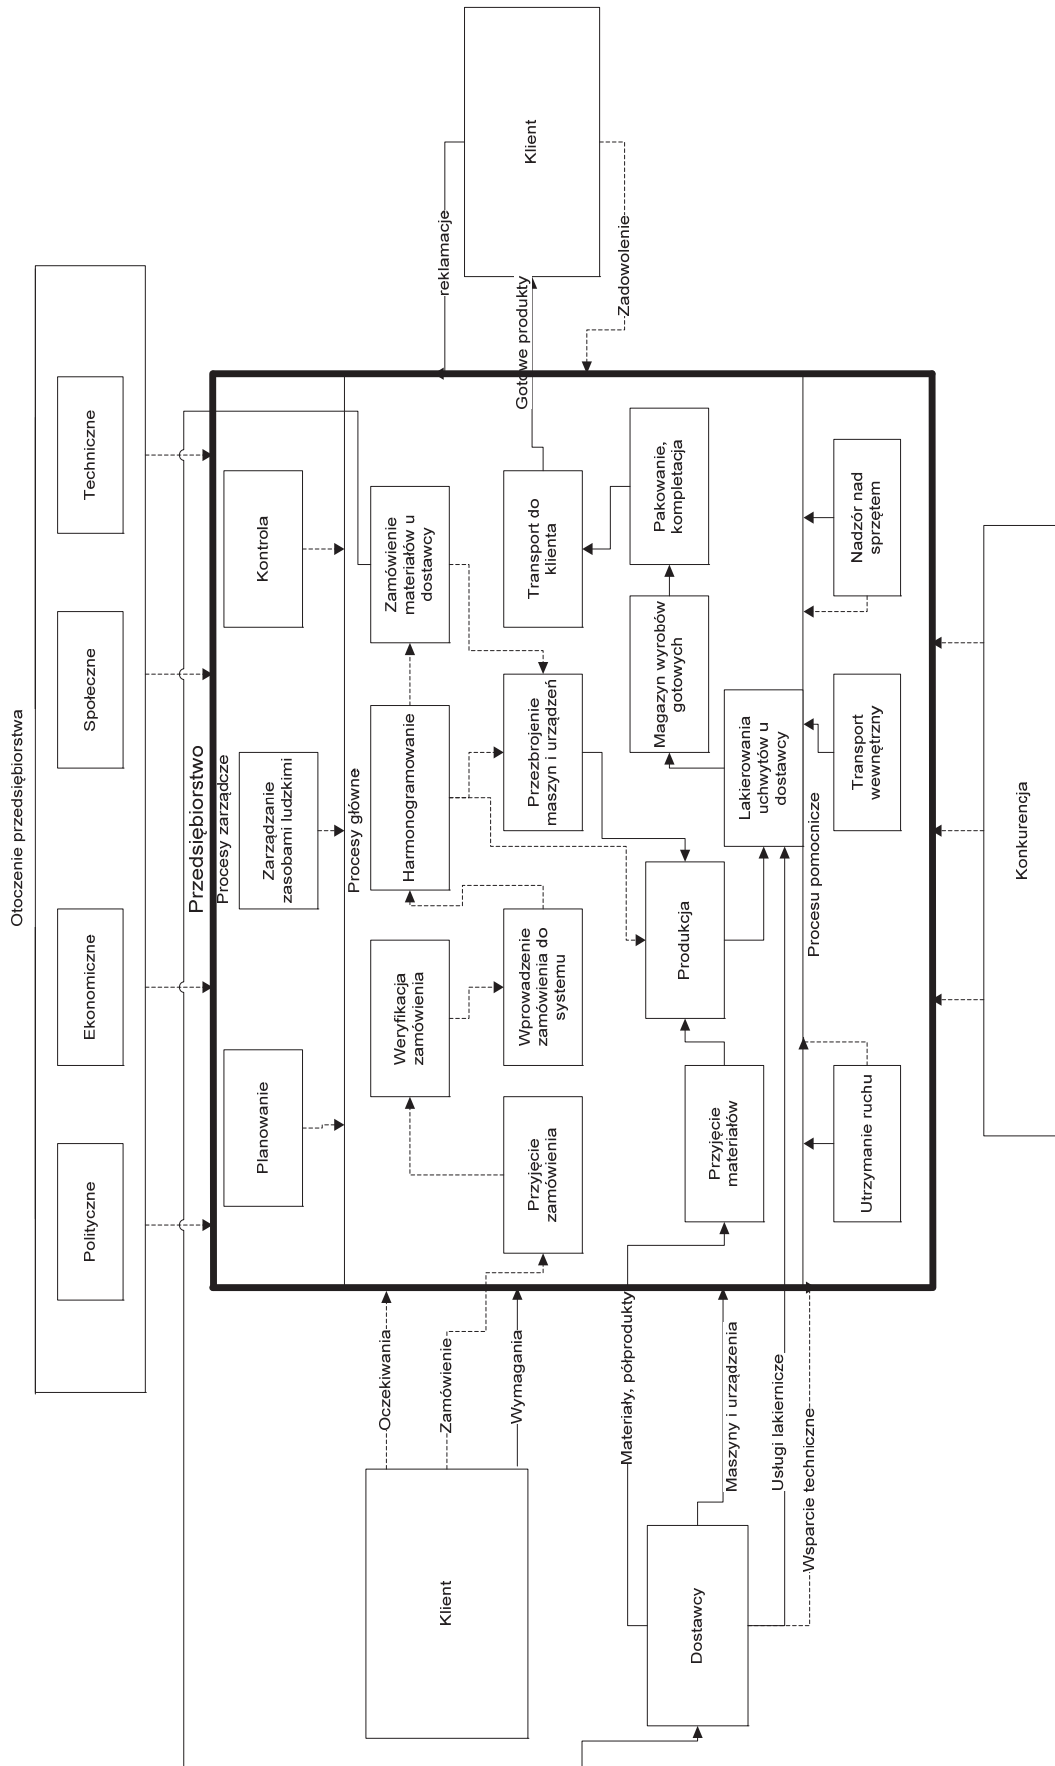 Otoczenie przedsiębiorstwa
Polityczne
Ekonomiczne
Społeczne
Techniczne
Przedsiębiorstwo
Procesy zarządcze
Planowanie
Zarządzanie
zasobami ludzkimi
Kontrola
Procesy główne
Weryfikacja
zamówienia
Harmonogramowanie
Zamówienie
materiałów u
dostawcy
Przyjęcie
zamówienia
Wprowadzenie
zamówienia do
systemu
Przezbrojenie
maszyn i urządzeń
Transport do
klienta
Przyjęcie
materiałów
Produkcja
Magazyn wyrobów
gotowych
Pakowanie,
kompletacja
Lakierowania
uchwytów u
dostawcy
Procesu pomocnicze
Utrzymanie ruchu
Transport
wewnętrzny
Nadzór nad
sprzętem
Klient
Oczekiwania
Zamówienie
Wymagania
Dostawcy
Materiały, półprodukty
Maszyny i urządzenia
Usługi lakiernicze
Wsparcie techniczne
Klient
reklamacje
Gotowe produkty
Zadowolenie
Konkurencja